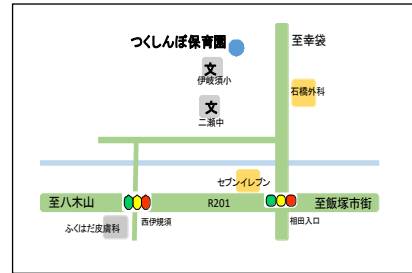 つくしんぼ保育園
至幸袋
文
伊岐須小
石橋外科
文
二瀬中
セブンイレブン
至八木山
R201
至飯塚市街
西伊規須
相田入口
ふくはだ皮膚科